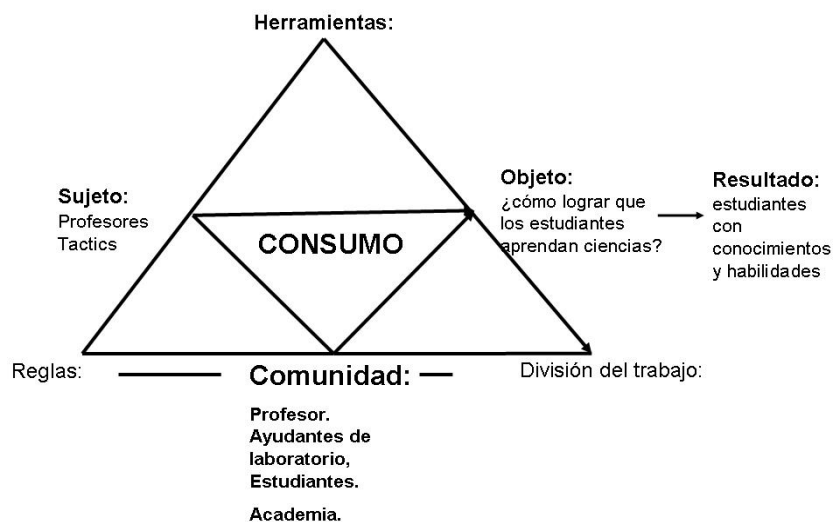 Herramientas:
Sujeto:
Profesores
Tactics
CONSUMO
Objeto:
¿cómo lograr que
los estudiantes
aprendan ciencias?
Resultado:
estudiantes
con
conocimientos
y habilidades
Reglas:
Comunidad:
División del trabajo:
Profesor.
Ayudantes de
laboratorio,
Estudiantes.
Academia.